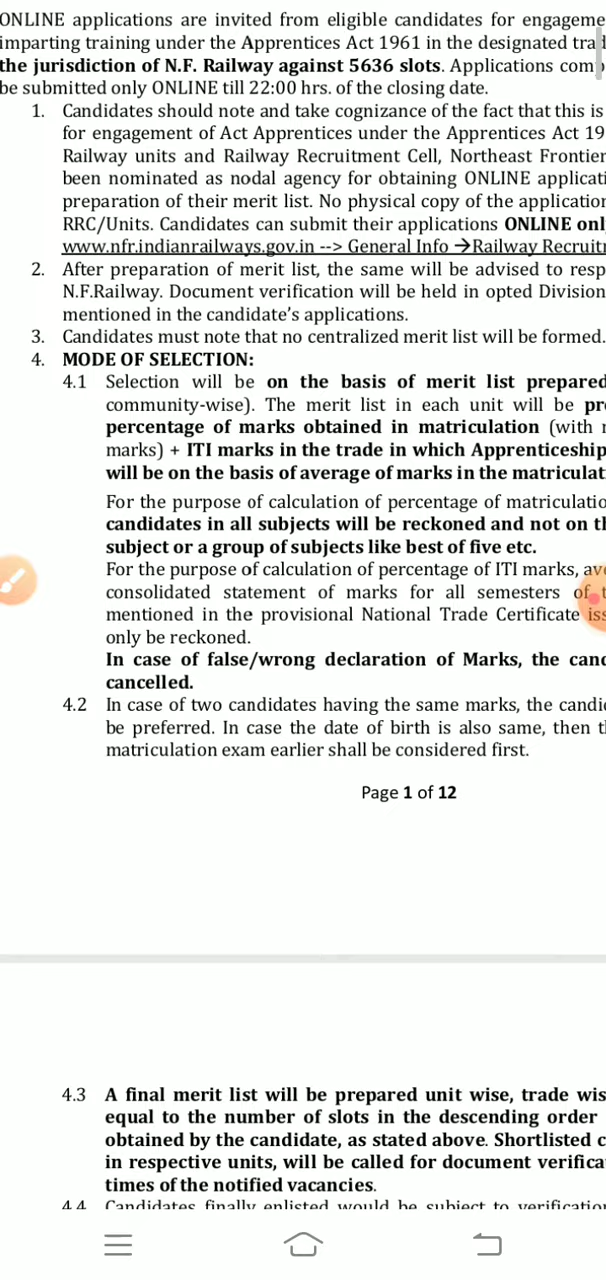 ONLINE applications are invited from eligible candidates for engageme
imparting training under the Apprentices Act 1961 in the designated trad
the jurisdiction of N.F. Railway against 5636 slots. Applications com
be submitted only ONLINE till 22:00 hrs. of the closing date.
1. Candidates should note and take cognizance of the fact that this is
for engagement of Act Apprentices under the Apprentices Act 19
Railway units and Railway Recruitment Cell, Northeast Frontier
been nominated as nodal agency for obtaining ONLINE applicati
preparation of their merit list. No physical copy of the application
RRC/Units. Candidates can submit their applications ONLINE onl
www.nfr.indianrailways.gov.in --> General Info →Railway Recruitm
2. After preparation of merit list, the same will be advised to resp
N.F.Railway. Document verification will be held in opted Division
mentioned in the candidate's applications.
3. Candidates must note that no centralized merit list will be formed.
4. MODE OF SELECTION:
4.1 Selection will be on the basis of merit list prepared
community-wise). The merit list in each unit will be pre
percentage of marks obtained in matriculation (with
marks) + ITI marks in the trade in which Apprenticeship
will be on the basis of average of marks in the matriculat
For the purpose of calculation of percentage of matriculatio
candidates in all subjects will be reckoned and not on th
subject or a group of subjects like best of five etc.
For the purpose of calculation of percentage of ITI marks, ave
consolidated statement of marks for all semesters of t
mentioned in the provisional National Trade Certificate iss
only be reckoned.
In case of false/wrong declaration of Marks, the cand
cancelled.
4.2 In case of two candidates having the same marks, the candid
be preferred. In case the date of birth is also same, then th
matriculation exam earlier shall be considered first.
Page 1 of 12
4.3 A final merit list will be prepared unit wise, trade wis
equal to the number of slots in the descending order
obtained by the candidate, as stated above. Shortlisted c
in respective units, will be called for document verifica
times of the notified vacancies.
4.4 Candidates finally enlisted would be subject to verification